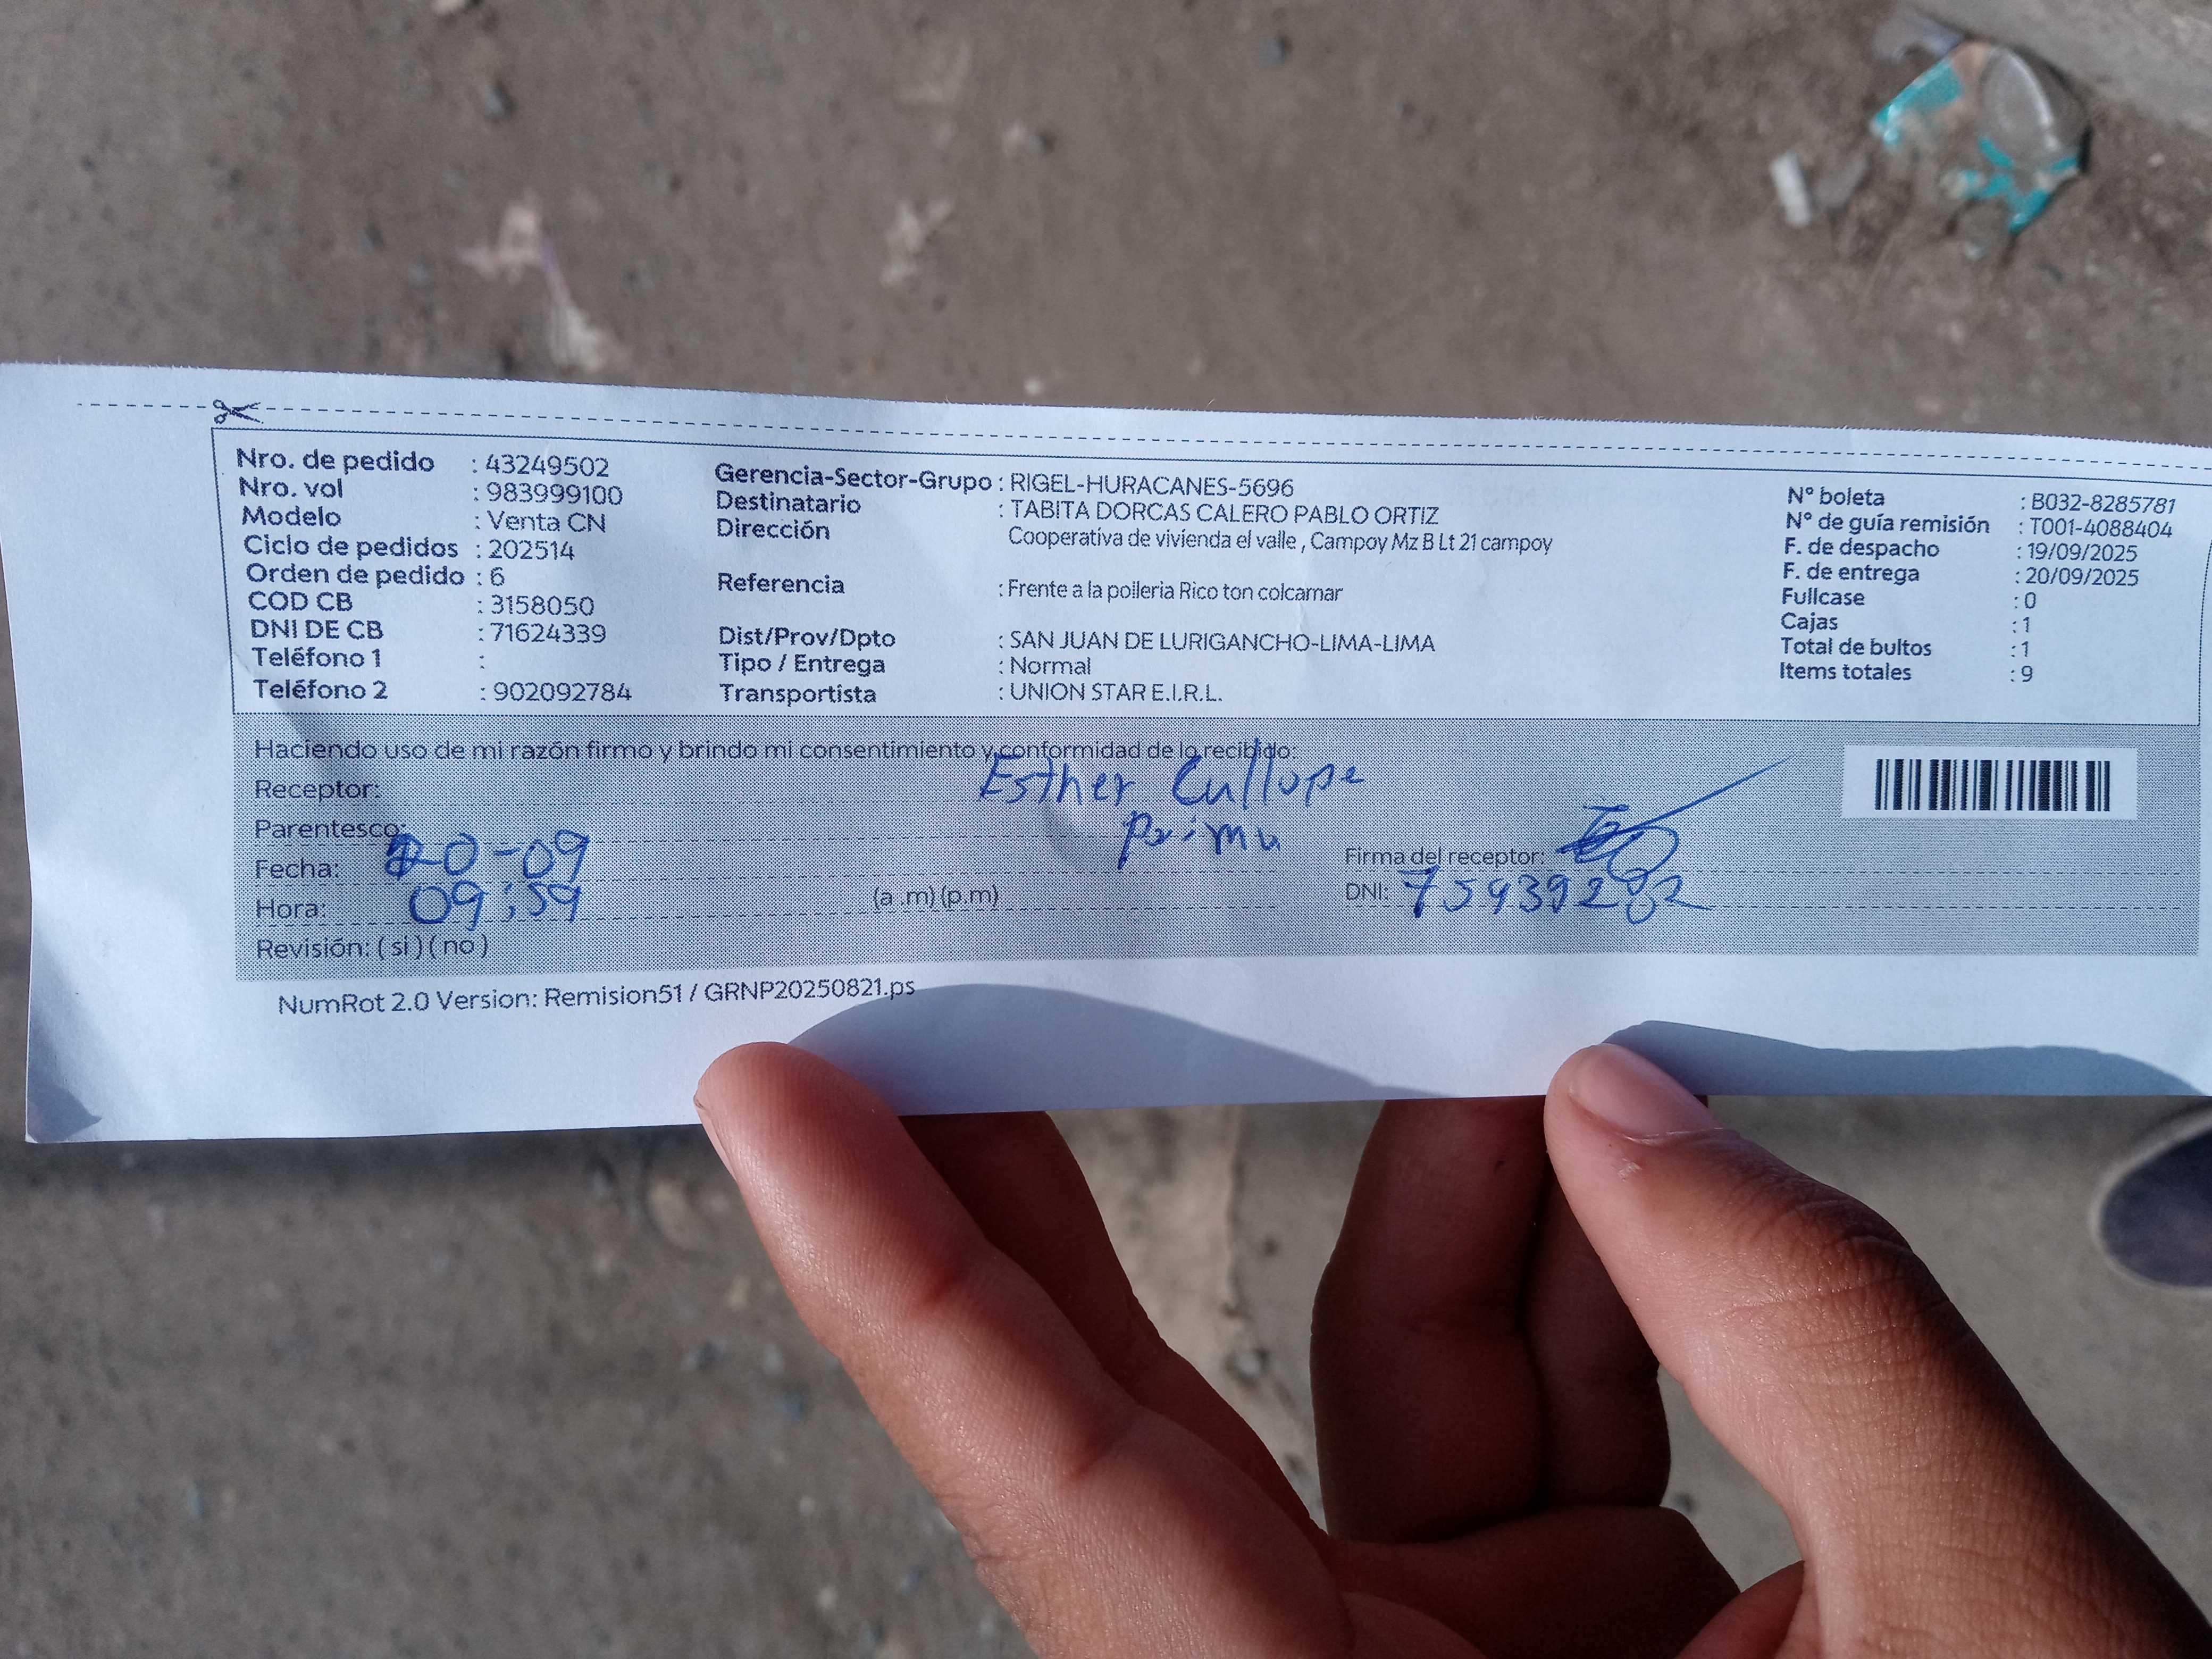 Nro. de pedido : 43249502
Nro. vol : 983999100
Modelo : Venta CN
Ciclo de pedidos : 202514
Orden de pedido : 6
COD CB : 3158050
DNI DE CB : 71624339
Teléfono 1 :
Teléfono 2 : 902092784
Gerencia-Sector-Grupo : RIGEL-HURACANES-5696
Destinatario : TABITA DORCAS CALERO PABLO ORTIZ
Dirección Cooperativa de vivienda el valle , Campoy Mz B Lt 21 campoy
Referencia : Frente a la poileria Rico ton colcamar
Dist/Prov/Dpto : SAN JUAN DE LURIGANCHO-LIMA-LIMA
Tipo / Entrega : Normal
Transportista : UNION STAR E.I.R.L.
N° boleta : B032-8285781
N° de guía remisión : T001-4088404
F. de despacho : 19/09/2025
F. de entrega : 20/09/2025
Fullcase : 0
Cajas : 1
Total de bultos : 1
Items totales : 9
Haciendo uso de mi razón firmo y brindo mi consentimiento y conformidad de lo recibido:
Receptor: Esther Cullope
Parentesco: prima
Fecha: 20-09
Firma del receptor:
Hora: 09:59 (a .m) (p.m)
DNI: 75939282
Revisión: ( si ) ( no )
NumRot 2.0 Version: Remision51 / GRNP20250821.ps